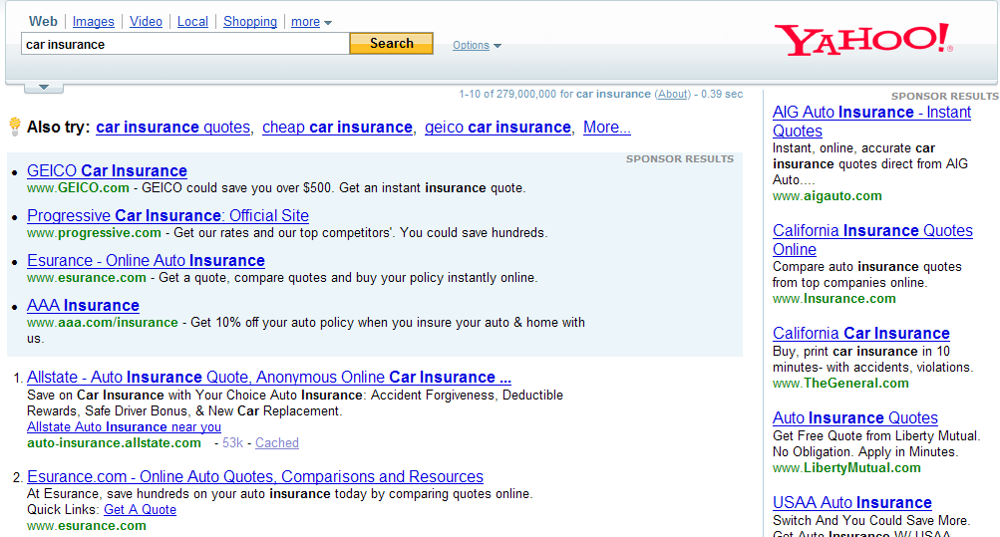 Web | Images | Video | Local | Shopping | more
car insurance Search Options
YAHOO!®
1-10 of 279,000,000 for car insurance (About) - 0.39 sec
Also try: car insurance quotes, cheap car insurance, geico car insurance, More...
SPONSOR RESULTS
• GEICO Car Insurance
www.GEICO.com - GEICO could save you over $500. Get an instant insurance quote.
• Progressive Car Insurance: Official Site
www.progressive.com - Get our rates and our top competitors'. You could save hundreds.
• Esurance - Online Auto Insurance
www.esurance.com - Get a quote, compare quotes and buy your policy instantly online.
• AAA Insurance
www.aaa.com/insurance - Get 10% off your auto policy when you insure your auto & home with
us.
1. Allstate - Auto Insurance Quote, Anonymous Online Car Insurance ...
Save on Car Insurance with Your Choice Auto Insurance: Accident Forgiveness, Deductible
Rewards, Safe Driver Bonus, & New Car Replacement.
Allstate Auto Insurance near you
auto-insurance.allstate.com - 53k - Cached
2. Esurance.com - Online Auto Quotes, Comparisons and Resources
At Esurance, save hundreds on your auto insurance today by comparing quotes online.
Quick Links: Get A Quote
www.esurance.com
SPONSOR RESULTS
AIG Auto Insurance - Instant
Quotes
Instant, online, accurate car
insurance quotes direct from AIG
Auto....
www.aigauto.com
California Insurance Quotes
Online
Compare auto insurance quotes
from top companies online.
www.Insurance.com
California Car Insurance
Buy, print car insurance in 10
minutes- with accidents, violations.
www.TheGeneral.com
Auto Insurance Quotes
Get Free Quote from Liberty Mutual.
No Obligation. Apply in Minutes.
www.LibertyMutual.com
USAA Auto Insurance
Switch And You Could Save More.
Get Auto Insurance W/ USAA